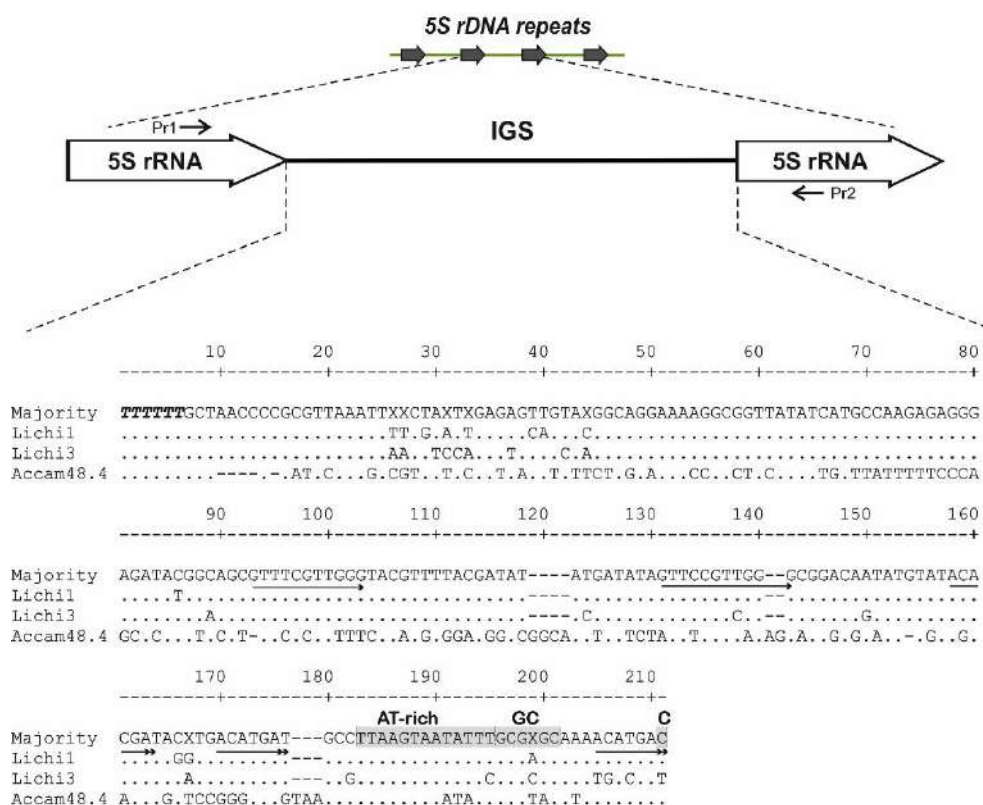 5S rDNA repeats
Pr1
IGS
5S rRNA
5S rRNA
Pr2
10 20 30 40 50 60 70 80
---------+---------+---------+---------+---------+---------+---------+---------+
Majority TTTTTTGCTAACCCCGCGTTAAATTXXCTAXTXGAGAGTTGTAXGGCAGGAAAAGGCGGTTATATCATGCCAAGAGAGGG
Lichi1 .........................TT.G.A.T.....CA...C....................................
Lichi3 .........................AA..TCCA...T....C.A....................................
Accam48.4 .........----.-.AT.C...G.CGT..T.C..T.A..T.TTCT.G.A...CC..CT.C....TG.TTATTTTTCCCA
90 100 110 120 130 140 150 160
---------+---------+---------+---------+---------+---------+---------+---------+
Majority AGATACGGCAGCGTTTCGTTGGGTACGTTTTACGATAT----ATGATATAGTTCCGTTGG--GCGGACAATATGTATACA
Lichi1 .....T................................----..................--..................
Lichi3 ........A.............................----.C.............C..--.......G..........
Accam48.4 GC.C...T.C.T-..C.C..TTTC..A.G.GGA.GG.CGGCA.T..TCTA..T....A.AAG..A..G.G.A..-.G..G.
170 180 190 200 210
---------+---------+---------+---------+---------+-
AT-rich GC C
Majority CGATACXTGACATGAT---GCCTTAAGTAATATTTGCGXGCAAAACATGAC
Lichi1 .....GG.........---...................A............
Lichi3 ......A.........---..G............C...C.....TG.C..T
Accam48.4 A...G.TCCGGG...GTAA...........ATA....TA..T.........